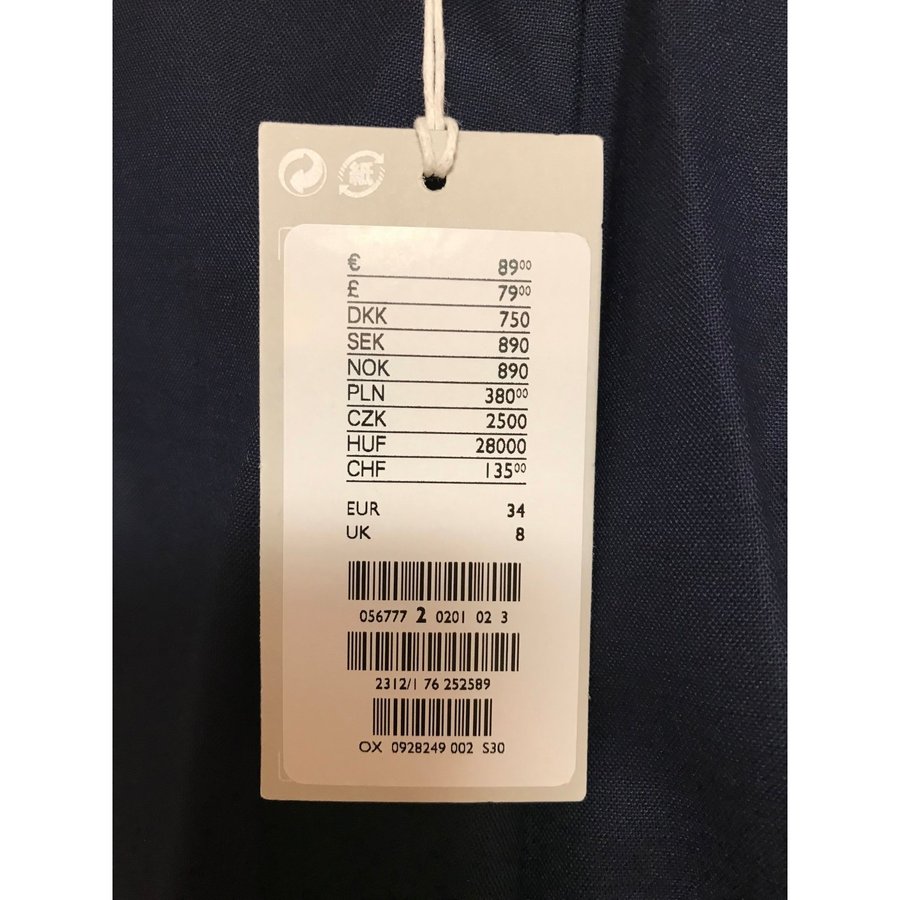 紙
€ 89⁰⁰
£ 79⁰⁰
DKK 750
SEK 890
NOK 890
PLN 380⁰⁰
CZK 2500
HUF 28000
CHF 135⁰⁰
EUR 34
UK 8
056777 2 0201 02 3
2312/1 76 252589
OX 0928249 002 S30